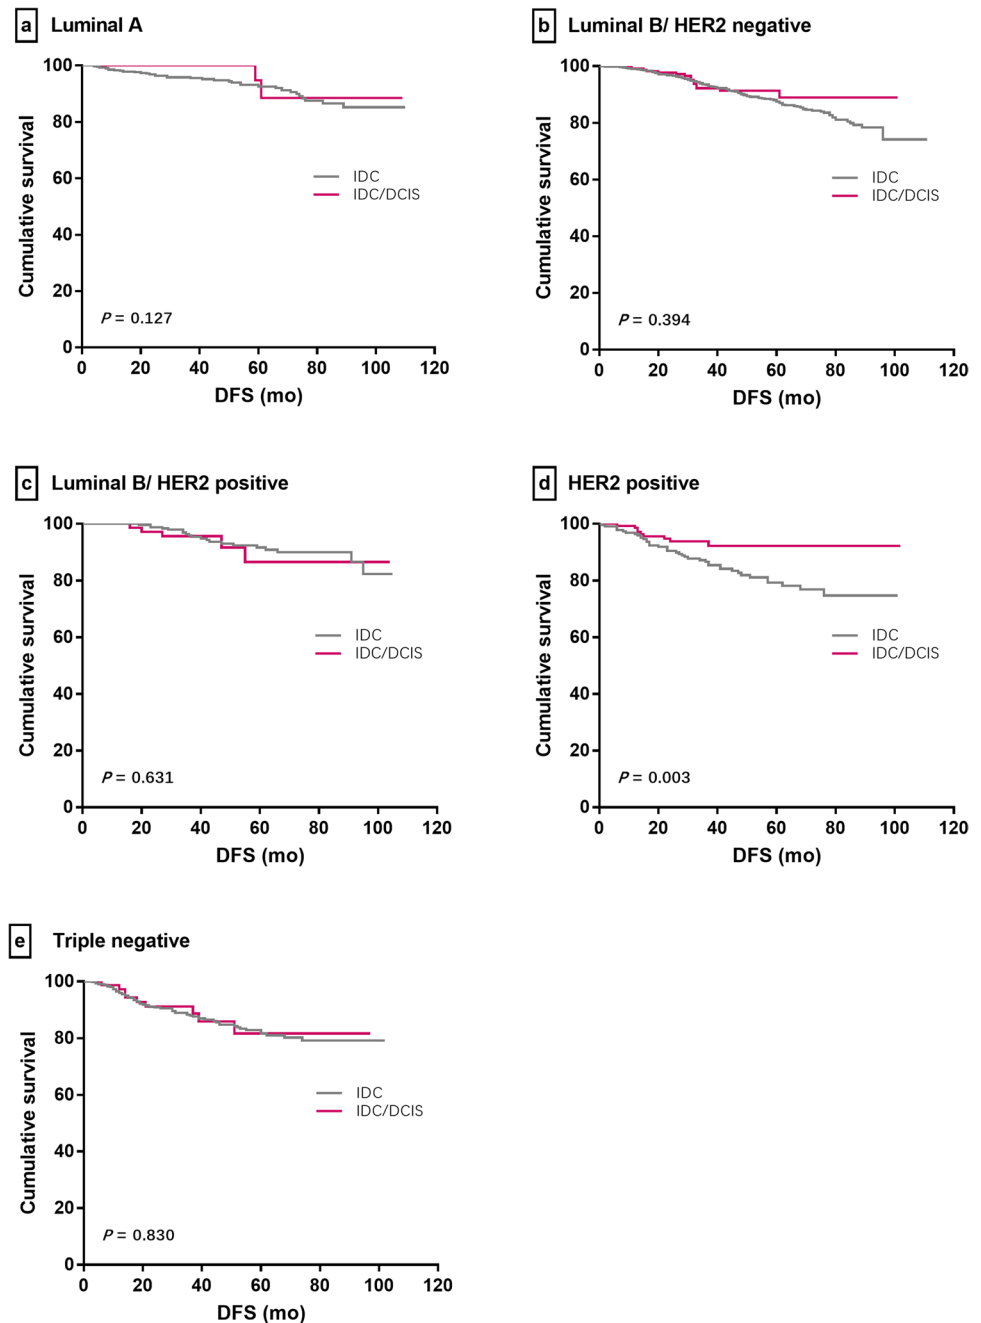 a Luminal A
100
80
60
40
20
0
Cumulative survival
IDC
IDC/DCIS
P = 0.127
0 20 40 60 80 100 120
DFS (mo)
b Luminal B/ HER2 negative
100
80
60
40
20
0
Cumulative survival
IDC
IDC/DCIS
P = 0.394
0 20 40 60 80 100 120
DFS (mo)
c Luminal B/ HER2 positive
100
80
60
40
20
0
Cumulative survival
IDC
IDC/DCIS
P = 0.631
0 20 40 60 80 100 120
DFS (mo)
d HER2 positive
100
80
60
40
20
0
Cumulative survival
IDC
IDC/DCIS
P = 0.003
0 20 40 60 80 100 120
DFS (mo)
e Triple negative
100
80
60
40
20
0
Cumulative survival
IDC
IDC/DCIS
P = 0.830
0 20 40 60 80 100 120
DFS (mo)